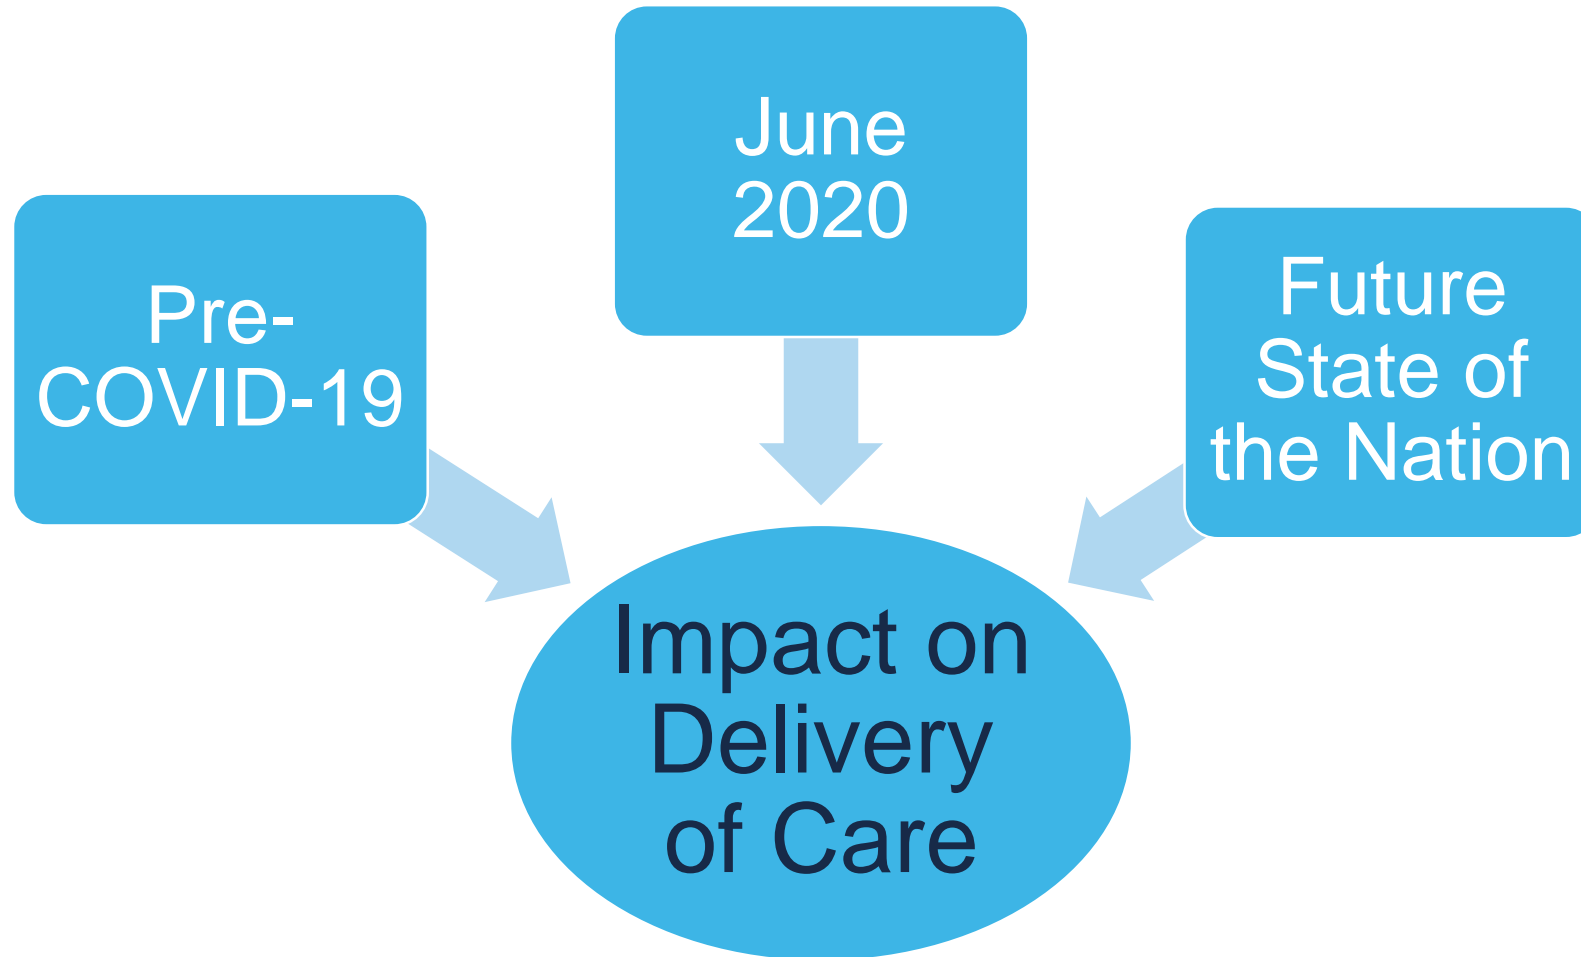 Pre-
COVID-19
June
2020
Future
State of
the Nation
Impact on
Delivery
of Care